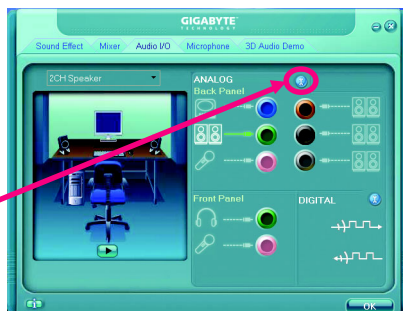 GIGABYTE
TECHNOLOGY
Sound Effect Mixer Audio I/O Microphone 3D Audio Demo
2CH Speaker
ANALOG
Back Panel
Front Panel
DIGITAL
OK